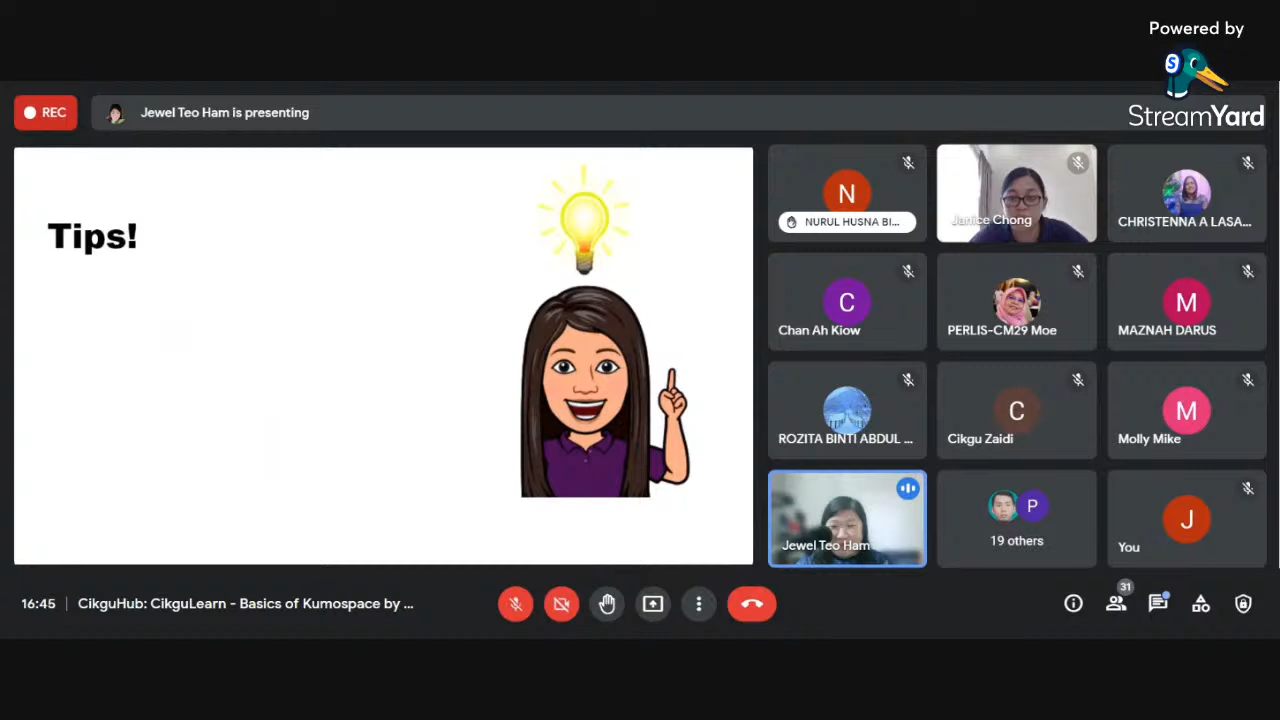 Powered by
S
StreamYard
REC
Jewel Teo Ham is presenting
Tips!
N
NURUL HUSNA BI...
Janice Chong
CHRISTENNA A LASA...
C
Chan Ah Kiow
PERLIS-CM29 Moe
M
MAZNAH DARUS
ROZITA BINTI ABDUL ...
C
Cikgu Zaidi
M
Molly Mike
Jewel Teo Ham
P
19 others
J
You
16:45 | CikguHub: CikguLearn - Basics of Kumospace by ...
31